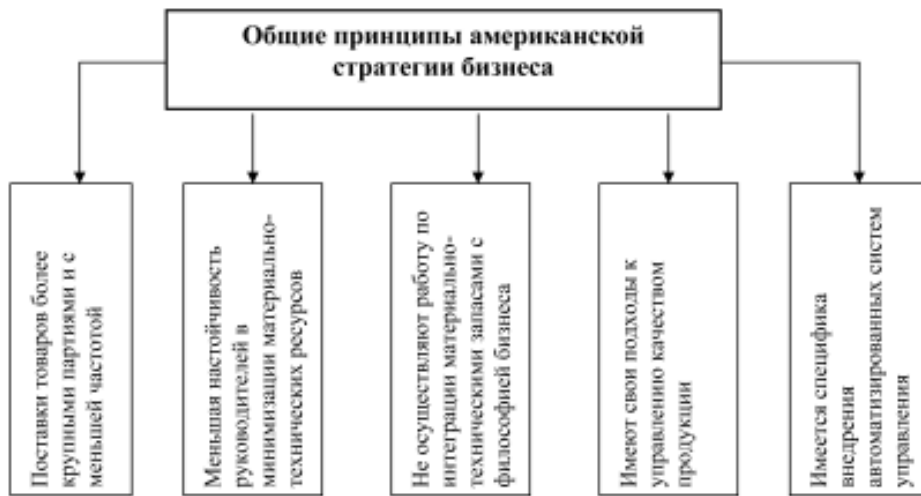 Общие принципы американской
стратегии бизнеса
Поставки товаров более
крупными партиями и с
меньшей частотой
Меньшая настойчивость
руководителей в
минимизации материально-
технических ресурсов
Не осуществляют работу по
интеграции материально-
техническими запасами с
философией бизнеса
Имеют свои подходы к
управлению качеством
продукции
Имеется специфика
внедрения
автоматизированных систем
управления